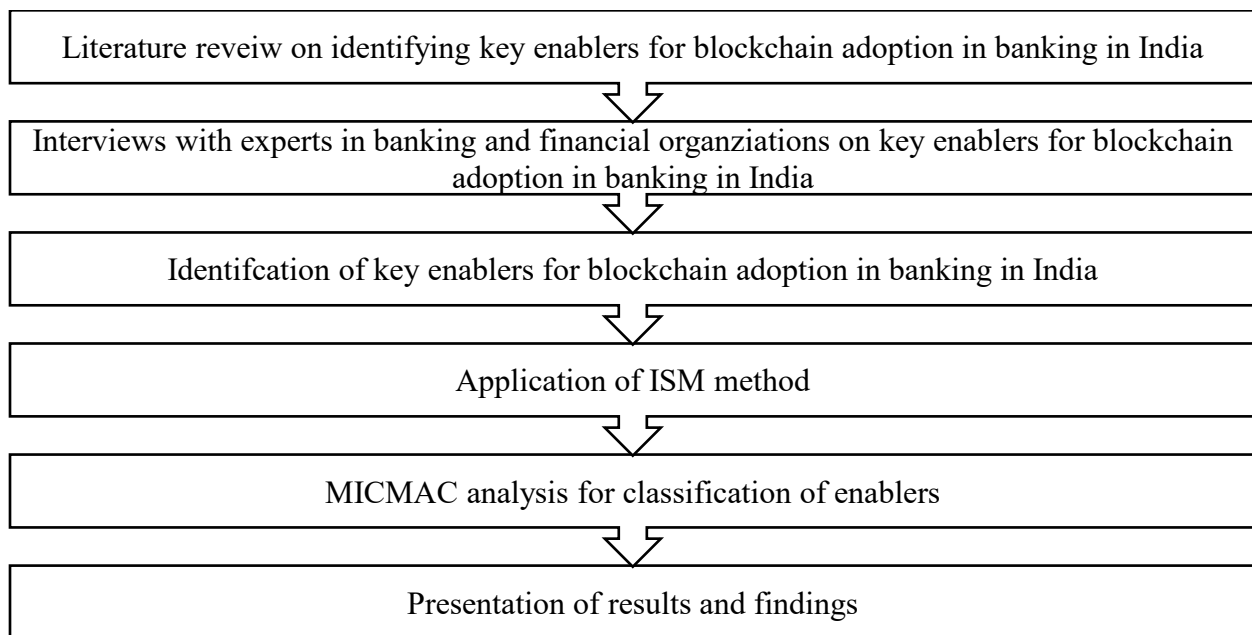 Literature reveiw on identifying key enablers for blockchain adoption in banking in India
Interviews with experts in banking and financial organziations on key enablers for blockchain
adoption in banking in India
Identifcation of key enablers for blockchain adoption in banking in India
Application of ISM method
MICMAC analysis for classification of enablers
Presentation of results and findings